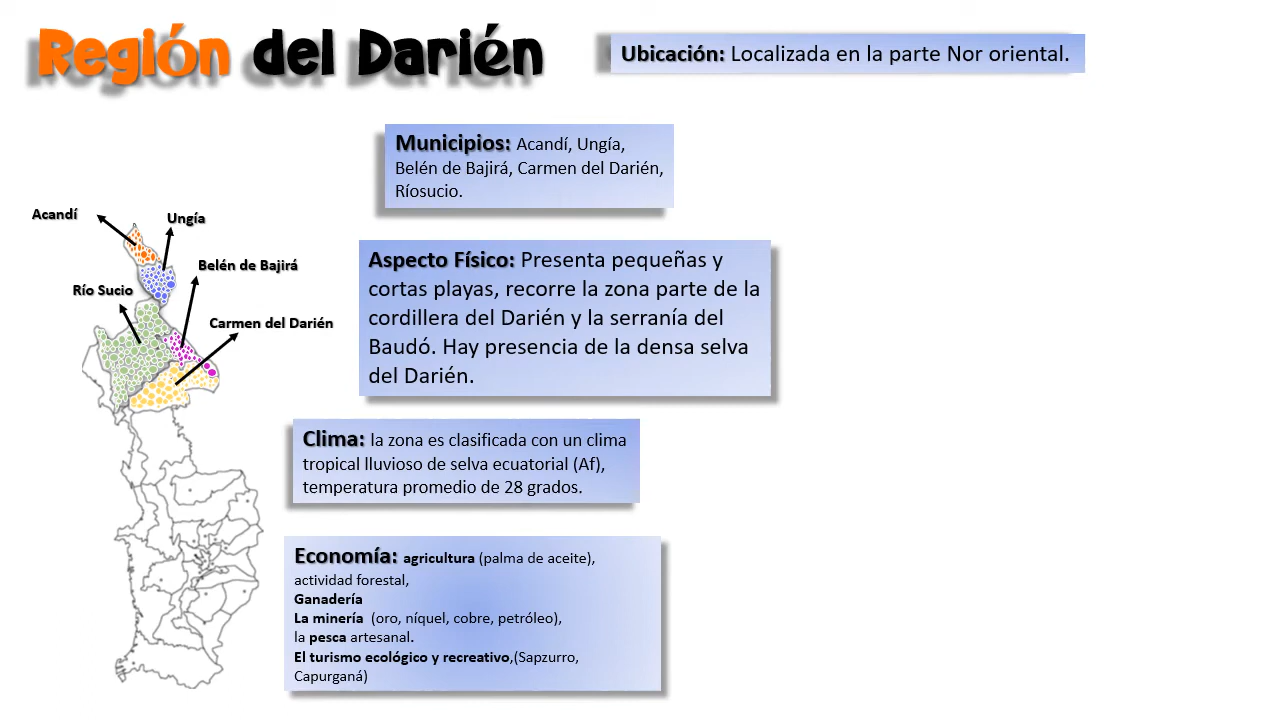 Región del Darién
Ubicación: Localizada en la parte Nor oriental.
Municipios: Acandí, Ungía,
Belén de Bajirá, Carmen del Darién,
Ríosucio.
Acandí
Ungía
Belén de Bajirá
Río Sucio
Carmen del Darién
Aspecto Físico: Presenta pequeñas y
cortas playas, recorre la zona parte de la
cordillera del Darién y la serranía del
Baudó. Hay presencia de la densa selva
del Darién.
Clima: la zona es clasificada con un clima
tropical lluvioso de selva ecuatorial (Af),
temperatura promedio de 28 grados.
Economía: agricultura (palma de aceite),
actividad forestal,
Ganadería
La minería (oro, níquel, cobre, petróleo),
la pesca artesanal.
El turismo ecológico y recreativo,(Sapzurro,
Capurganá)